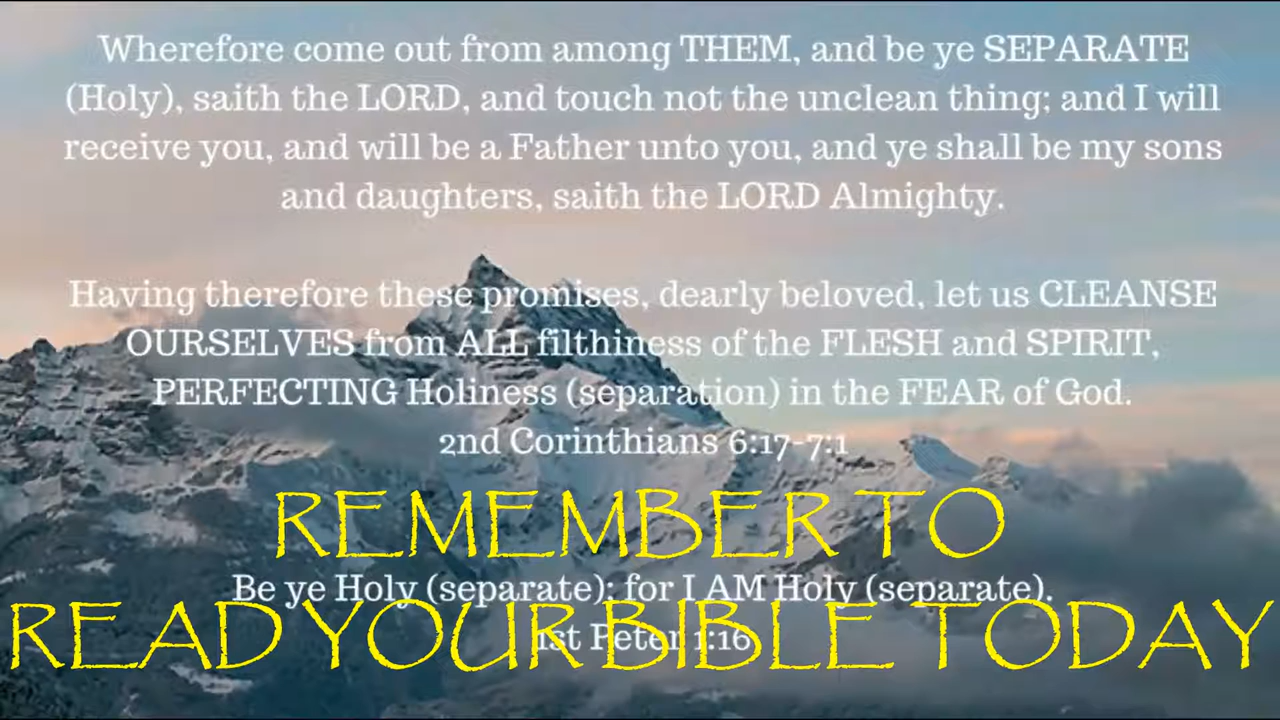 Wherefore come out from among THEM, and be ye SEPARATE
(Holy), saith the LORD, and touch not the unclean thing; and I will
receive you, and will be a Father unto you, and ye shall be my sons
and daughters, saith the LORD Almighty.
Having therefore these promises, dearly beloved, let us CLEANSE
OURSELVES from ALL filthiness of the FLESH and SPIRIT,
PERFECTING Holiness (separation) in the FEAR of God.
2nd Corinthians 6:17-7:1
REMEMBER TO
Be ye Holy (separate); for I AM Holy (separate).
READ YOUR BIBLE TODAY
1st Peter 1:16